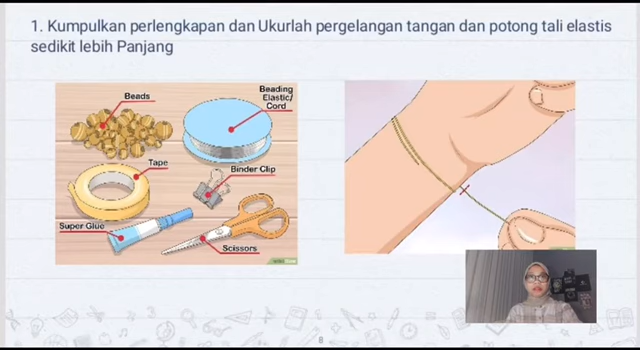 1. Kumpulkan perlengkapan dan Ukurlah pergelangan tangan dan potong tali elastis
sedikit lebih Panjang
Beads
Beading
Elastic/
Cord
Tape
Binder Clip
Super Glue
Scissors
8